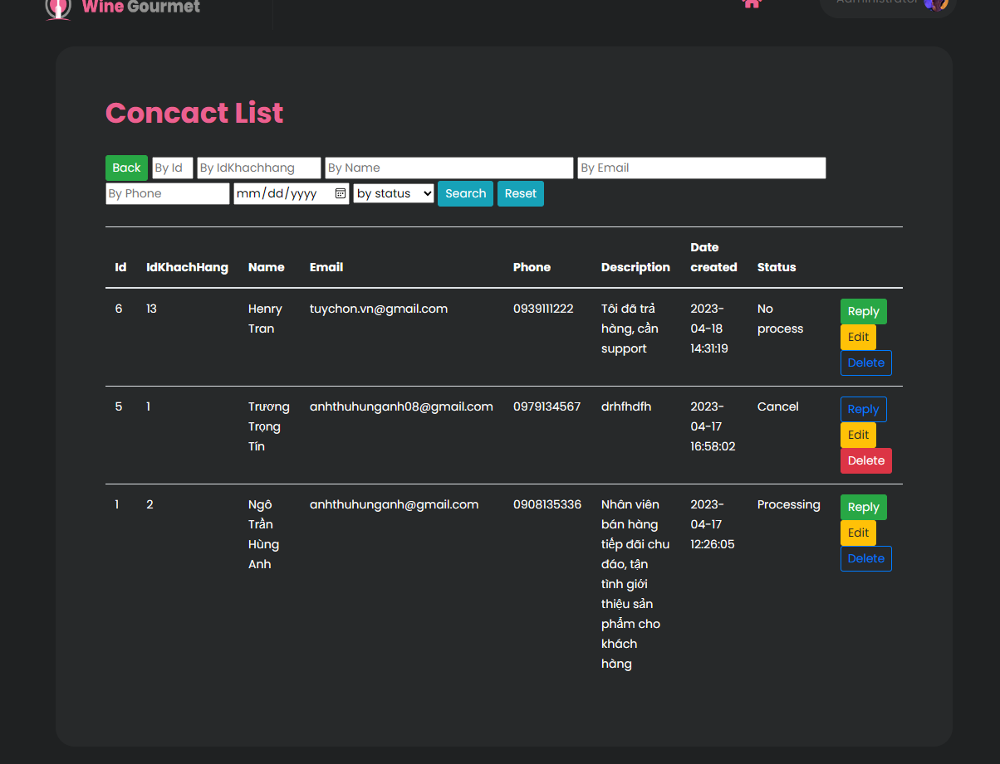 Wine Gourmet
Administrator
Concact List
Back By Id By IdKhachhang By Name By Email
By Phone mm/dd/yyyy by status Search Reset
Date
Id IdKhachHang Name Email Phone Description created Status
6 13 Henry tuychon.vn@gmail.com 0939111222 Tôi đã trả 2023- No Reply
Tran hàng, cần 04-18 process Edit
support 14:31:19 Delete
5 1 Trương anhthuhunganh08@gmail.com 0979134567 drhfhdfh 2023- Cancel Reply
Trọng 04-17 Edit
Tín 16:58:02 Delete
1 2 Ngô anhthuhunganh@gmail.com 0908135336 Nhân viên 2023- Processing Reply
Trần bán hàng 04-17 Edit
Hùng tiếp đãi chu 12:26:05 Delete
Anh đáo, tận
tình giới
thiệu sản
phẩm cho
khách
hàng